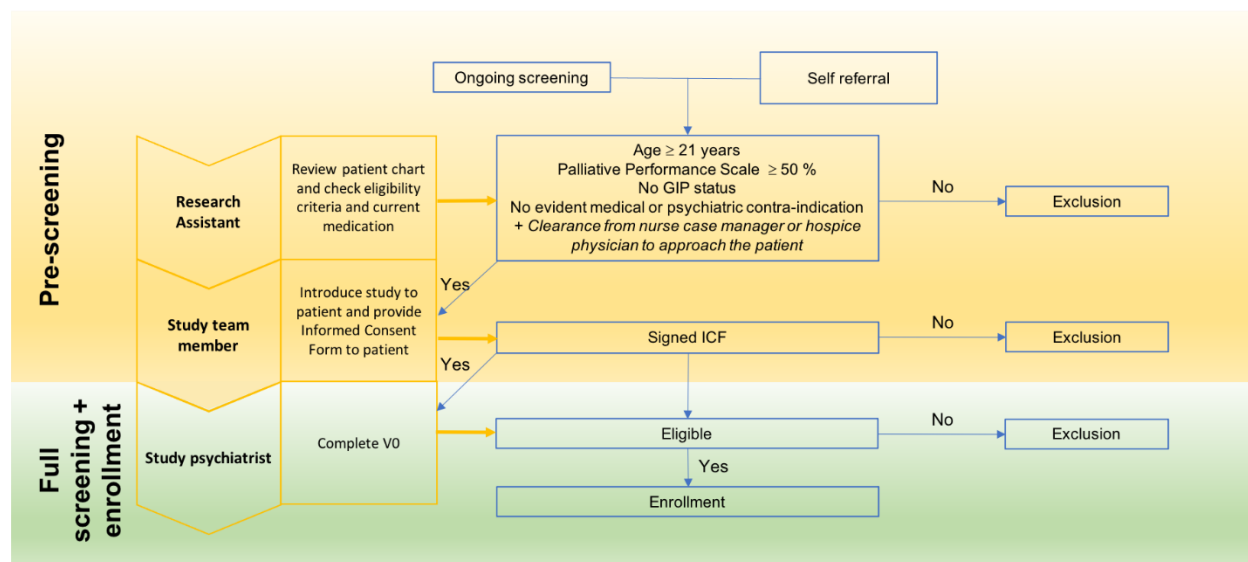 Ongoing screening
Self referral
Pre-screening
Research
Assistant
Review patient chart
and check eligibility
criteria and current
medication
Age ≥ 21 years
Palliative Performance Scale ≥ 50 %
No GIP status
No evident medical or psychiatric contra-indication
+ Clearance from nurse case manager or hospice
physician to approach the patient
No
Exclusion
Yes
Study team
member
Introduce study to
patient and provide
Informed Consent
Form to patient
Signed ICF
No
Exclusion
Yes
Full
screening +
enrollment
Study psychiatrist
Complete V0
Eligible
No
Exclusion
Yes
Enrollment